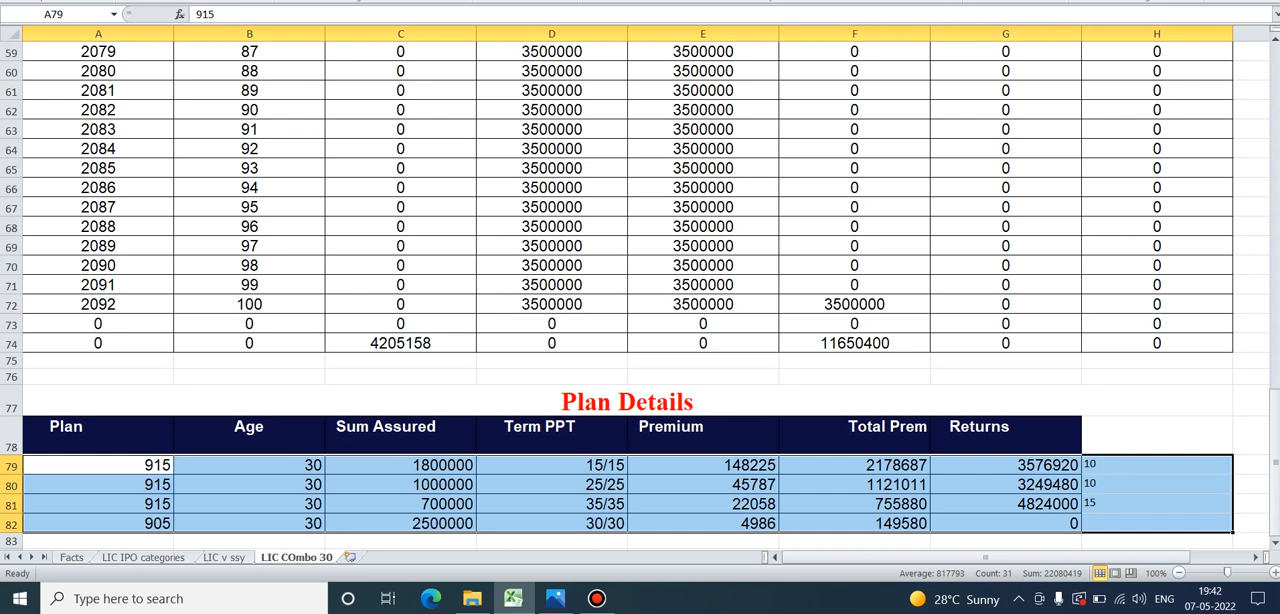 A79 fx 915
A B C D E F G H
59 2079 87 0 3500000 3500000 0 0 0
60 2080 88 0 3500000 3500000 0 0 0
61 2081 89 0 3500000 3500000 0 0 0
62 2082 90 0 3500000 3500000 0 0 0
63 2083 91 0 3500000 3500000 0 0 0
64 2084 92 0 3500000 3500000 0 0 0
65 2085 93 0 3500000 3500000 0 0 0
66 2086 94 0 3500000 3500000 0 0 0
67 2087 95 0 3500000 3500000 0 0 0
68 2088 96 0 3500000 3500000 0 0 0
69 2089 97 0 3500000 3500000 0 0 0
70 2090 98 0 3500000 3500000 0 0 0
71 2091 99 0 3500000 3500000 0 0 0
72 2092 100 0 3500000 3500000 3500000 0 0
73 0 0 0 0 0 0 0 0
74 0 0 4205158 0 0 11650400 0 0
75
76
77 Plan Details
78 Plan Age Sum Assured Term PPT Premium Total Prem Returns
79 915 30 1800000 15/15 148225 2178687 3576920 10
80 915 30 1000000 25/25 45787 1121011 3249480 10
81 915 30 700000 35/35 22058 755880 4824000 15
82 905 30 2500000 30/30 4986 149580 0
83
Facts LIC IPO categories LIC v ssy LIC COmbo 30
Ready Average: 817793 Count: 31 Sum: 22080419 100%
Type here to search 28°C Sunny ENG 19:42
07-05-2022